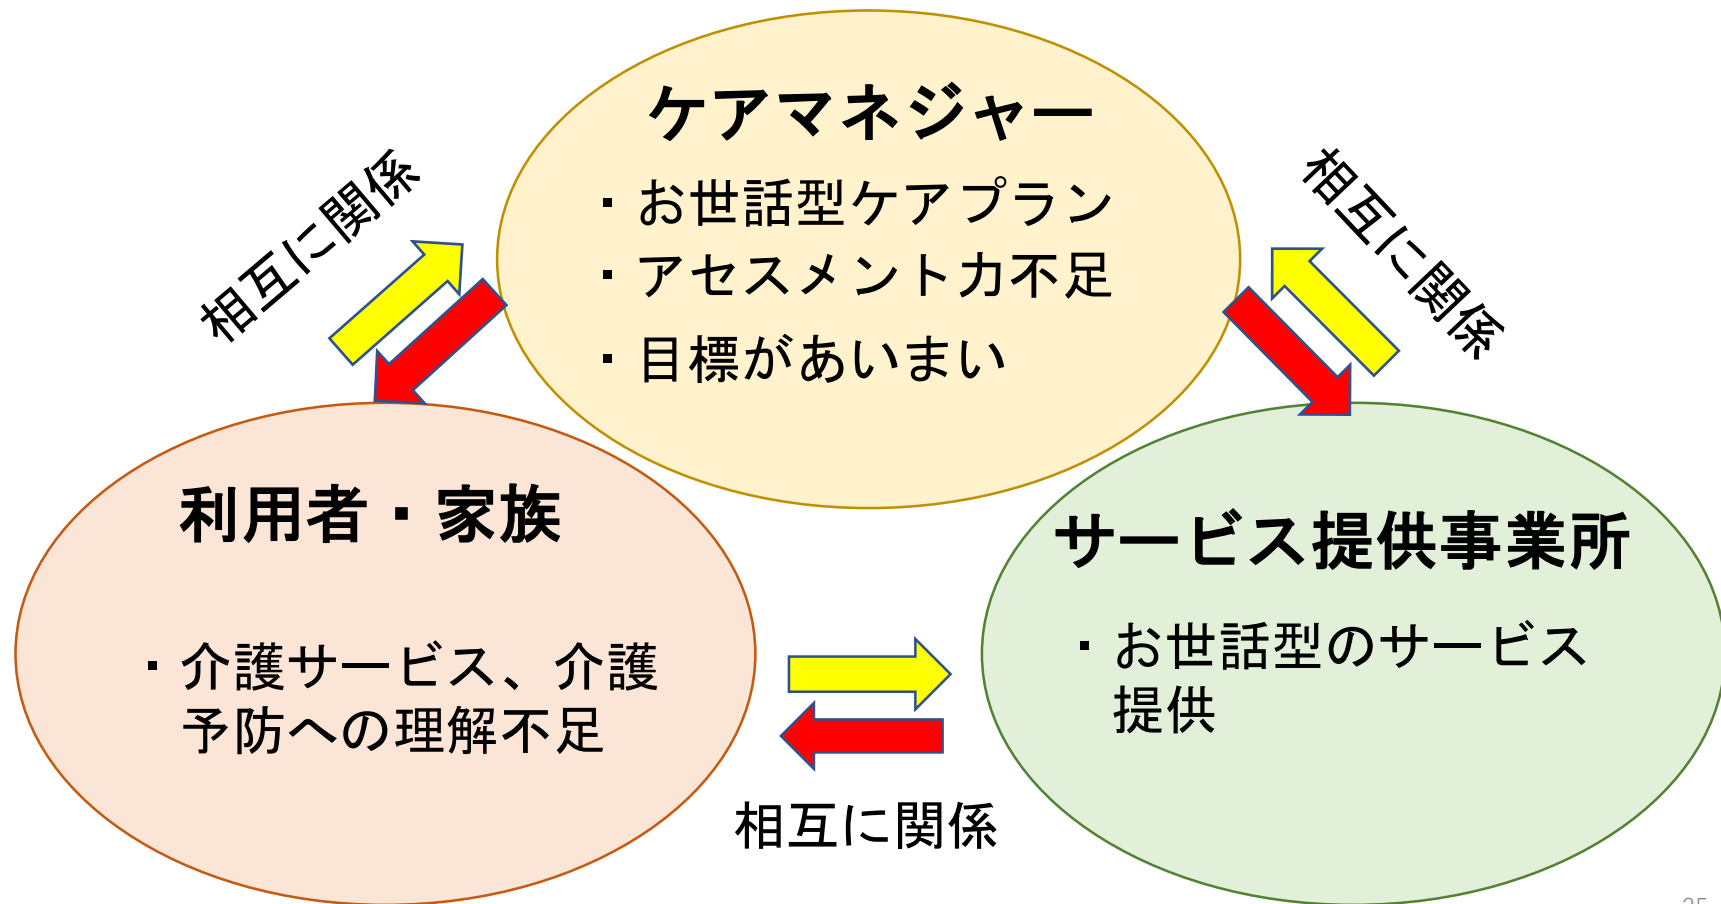 ケアマネジャー
・お世話型ケアプラン
・アセスメント力不足
・目標があいまい
相互に関係
相互に関係
利用者・家族
・介護サービス、介護
予防への理解不足
サービス提供事業所
・お世話型のサービス
提供
相互に関係